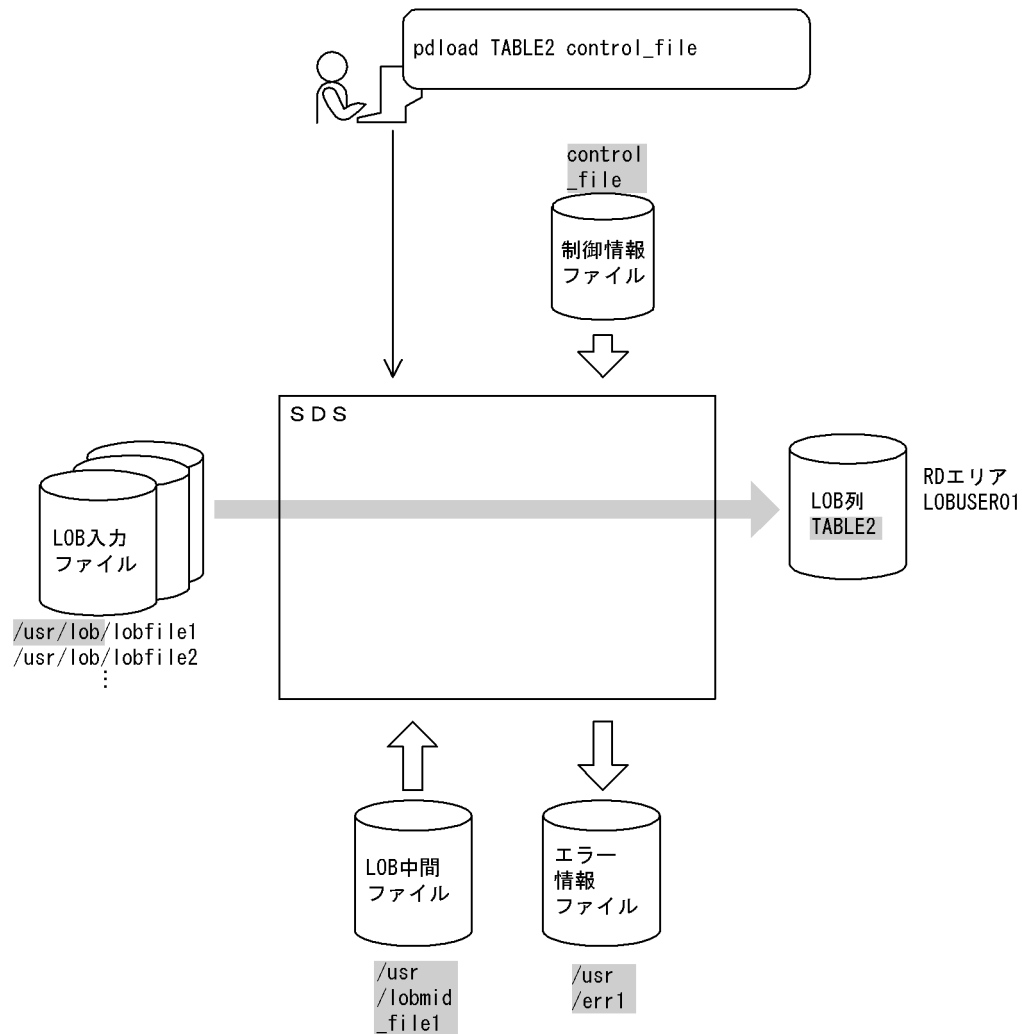 pdload TABLE2 control_file
control
_file
制御情報
ファイル
ＳＤＳ
LOB入力
ファイル
/usr/lob/lobfile1
/usr/lob/lobfile2
⋮
LOB列
TABLE2
RDエリア
LOBUSER01
LOB中間
ファイル
/usr
/lobmid
_file1
エラー
情報
ファイル
/usr
/err1